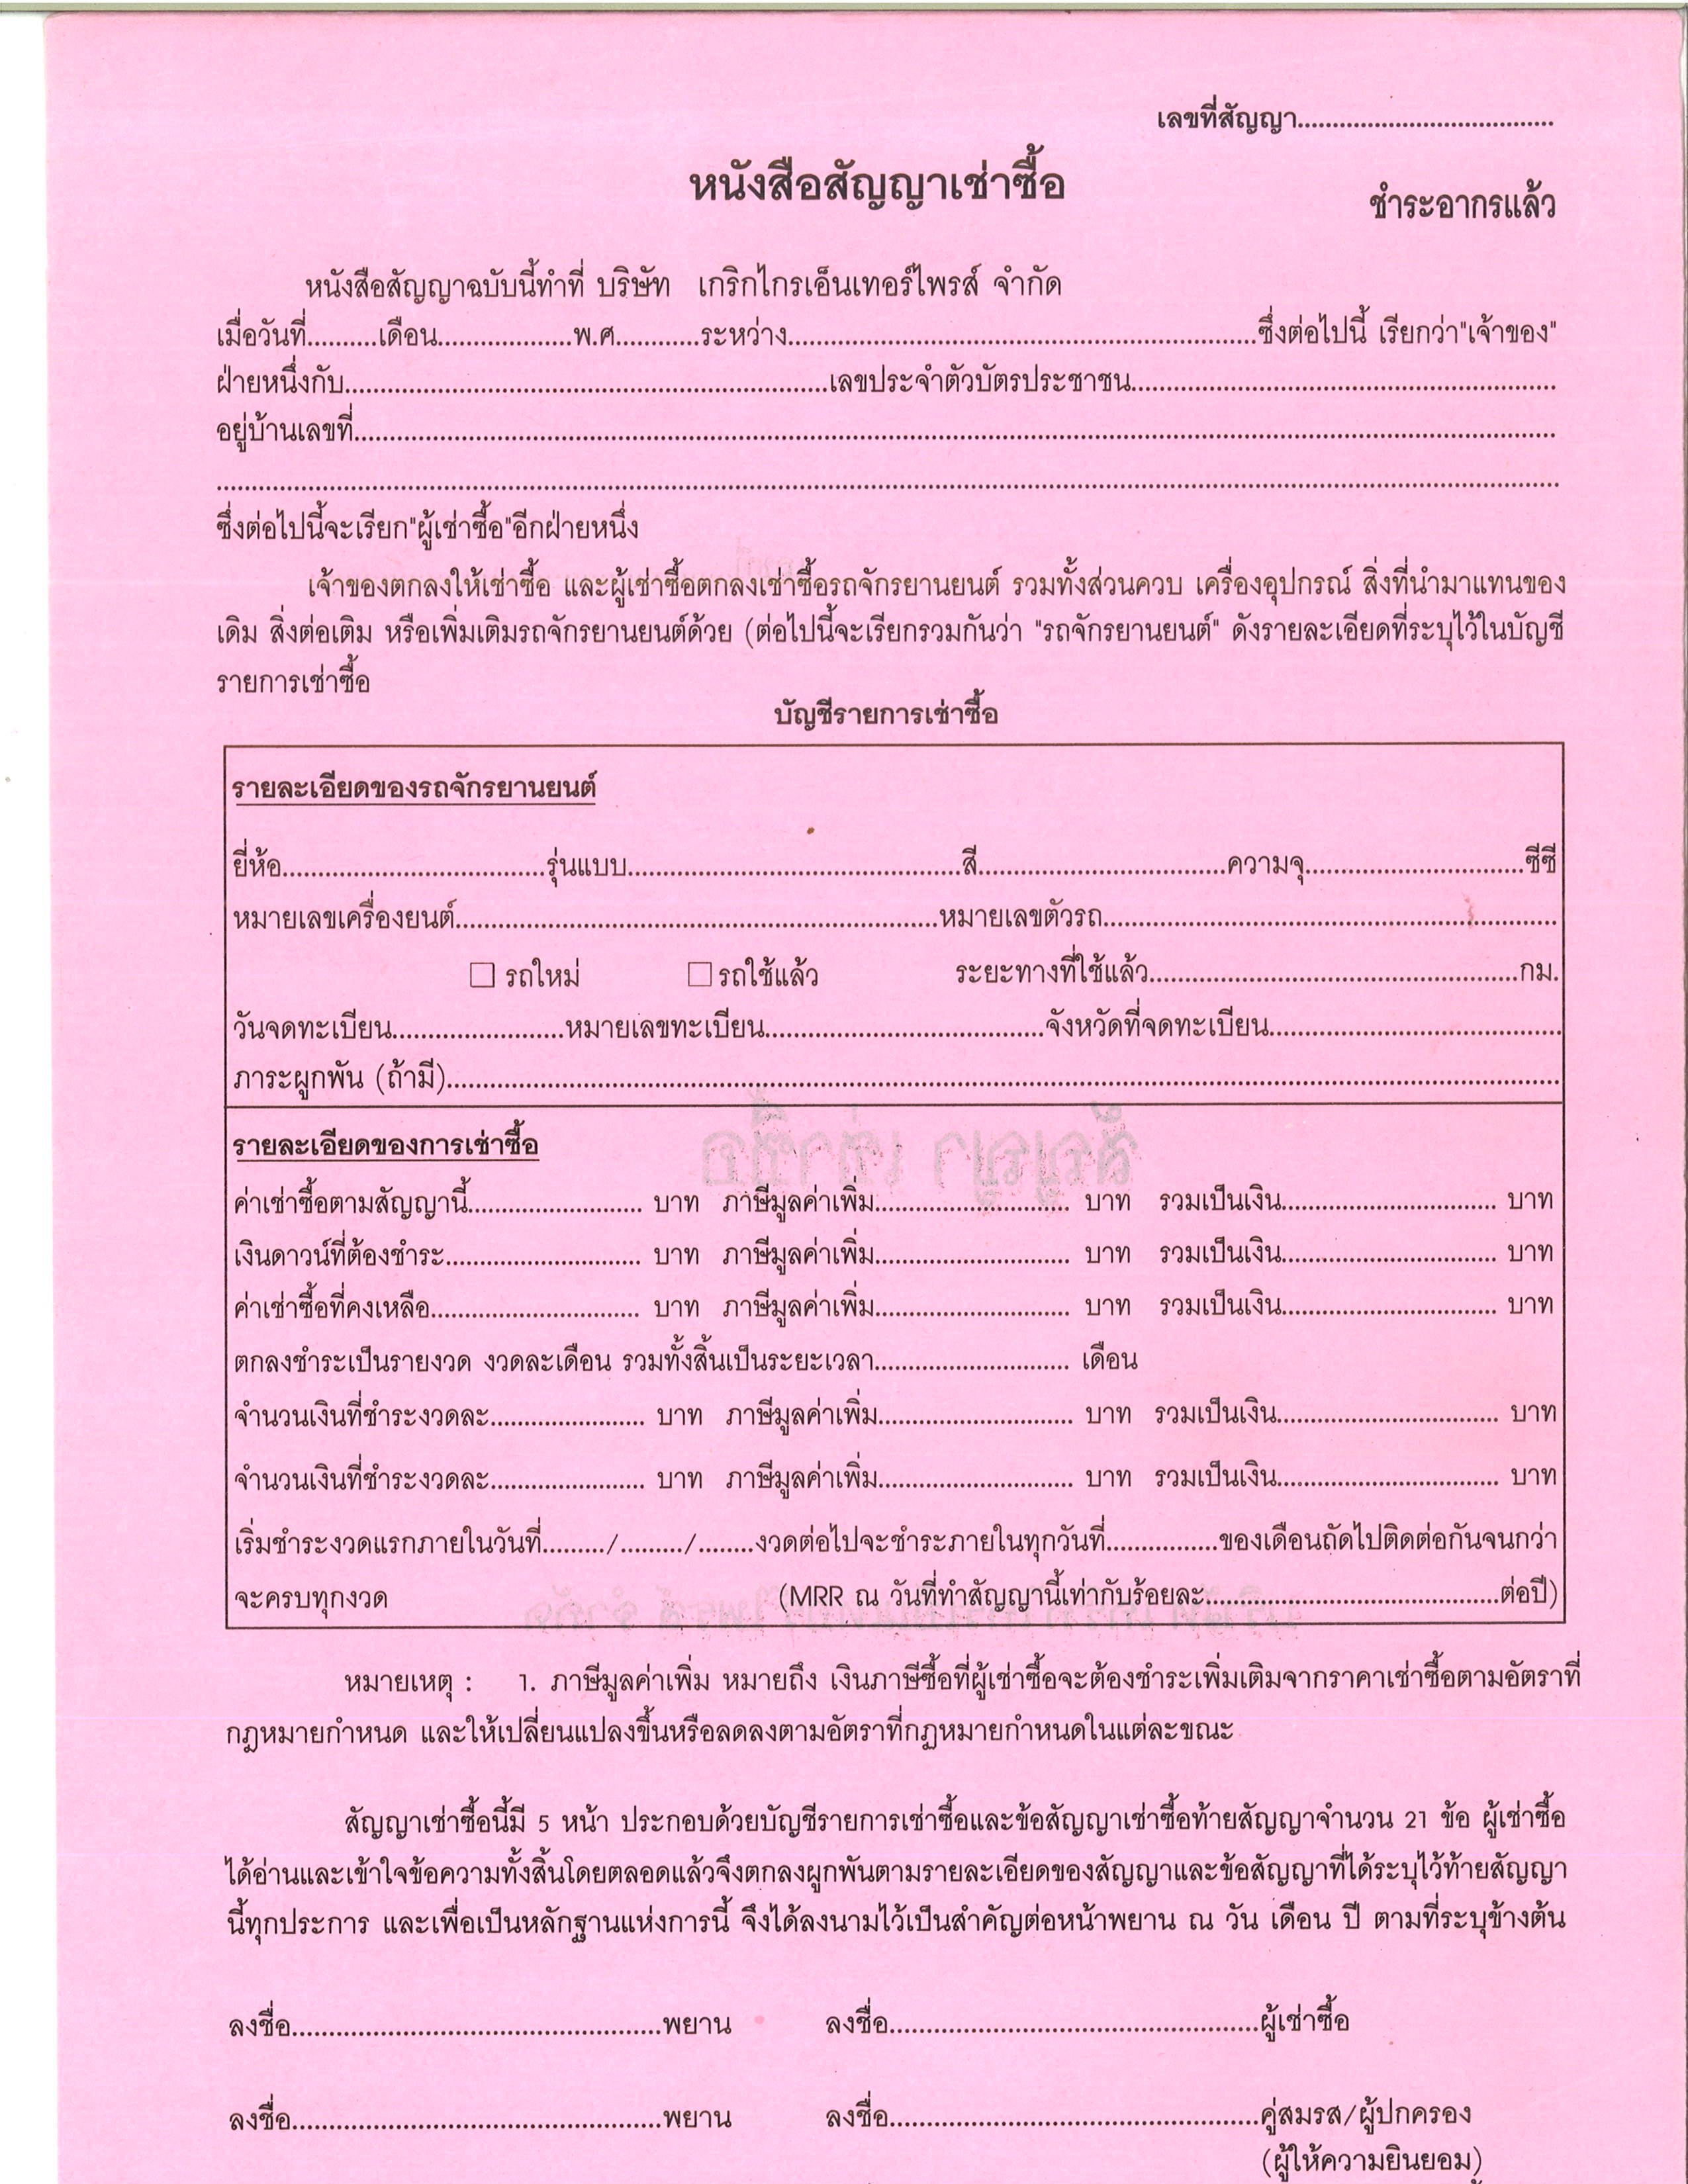 เลขที่สัญญา.....................................
หนังสือสัญญาเช่าซื้อ
ชำระอากรแล้ว
หนังสือสัญญาฉบับนี้ทำที่ บริษัท เกริกไกรเอ็นเทอร์ไพรส์ จำกัด
เมื่อวันที่..........เดือน...................พ.ศ............ระหว่าง...................................................................ซึ่งต่อไปนี้ เรียกว่า"เจ้าของ"
ฝ่ายหนึ่งกับ.....................................................................เลขประจำตัวบัตรประชาชน.............................................................
อยู่บ้านเลขที่............................................................................................................................................................................
................................................................................................................................................................................................
ซึ่งต่อไปนี้จะเรียก"ผู้เช่าซื้อ"อีกฝ่ายหนึ่ง
เจ้าของตกลงให้เช่าซื้อ และผู้เช่าซื้อตกลงเช่าซื้อรถจักรยานยนต์ รวมทั้งส่วนควบ เครื่องอุปกรณ์ สิ่งที่นำมาแทนของ
เดิม สิ่งต่อเติม หรือเพิ่มเติมรถจักรยานยนต์ด้วย (ต่อไปนี้จะเรียกรวมกันว่า "รถจักรยานยนต์" ดังรายละเอียดที่ระบุไว้ในบัญชี
รายการเช่าซื้อ
บัญชีรายการเช่าซื้อ
รายละเอียดของรถจักรยานยนต์
ยี่ห้อ.....................................รุ่นแบบ...............................................สี...................................ความจุ...............................ซีซี
หมายเลขเครื่องยนต์....................................................................หมายเลขตัวรถ................................................................
☐ รถใหม่ ☐ รถใช้แล้ว ระยะทางที่ใช้แล้ว....................................................กม.
วันจดทะเบียน........................หมายเลขทะเบียน.......................................จังหวัดที่จดทะเบียน.........................................
ภาระผูกพัน (ถ้ามี)...............................................................................................................................................................
รายละเอียดของการเช่าซื้อ
ค่าเช่าซื้อตามสัญญานี้......................... บาท ภาษีมูลค่าเพิ่ม............................ บาท รวมเป็นเงิน............................... บาท
เงินดาวน์ที่ต้องชำระ............................ บาท ภาษีมูลค่าเพิ่ม............................ บาท รวมเป็นเงิน............................... บาท
ค่าเช่าซื้อที่คงเหลือ.............................. บาท ภาษีมูลค่าเพิ่ม............................ บาท รวมเป็นเงิน............................... บาท
ตกลงชำระเป็นรายงวด งวดละเดือน รวมทั้งสิ้นเป็นระยะเวลา............................ เดือน
จำนวนเงินที่ชำระงวดละ...................... บาท ภาษีมูลค่าเพิ่ม............................ บาท รวมเป็นเงิน............................... บาท
จำนวนเงินที่ชำระงวดละ...................... บาท ภาษีมูลค่าเพิ่ม............................ บาท รวมเป็นเงิน............................... บาท
เริ่มชำระงวดแรกภายในวันที่........./........./........งวดต่อไปจะชำระภายในทุกวันที่................ของเดือนถัดไปติดต่อกันจนกว่า
จะครบทุกงวด (MRR ณ วันที่ทำสัญญานี้เท่ากับร้อยละ..........................................ต่อปี)
หมายเหตุ : 1. ภาษีมูลค่าเพิ่ม หมายถึง เงินภาษีซื้อที่ผู้เช่าซื้อจะต้องชำระเพิ่มเติมจากราคาเช่าซื้อตามอัตราที่
กฎหมายกำหนด และให้เปลี่ยนแปลงขึ้นหรือลดลงตามอัตราที่กฎหมายกำหนดในแต่ละขณะ
สัญญาเช่าซื้อนี้มี 5 หน้า ประกอบด้วยบัญชีรายการเช่าซื้อและข้อสัญญาเช่าซื้อท้ายสัญญาจำนวน 21 ข้อ ผู้เช่าซื้อ
ได้อ่านและเข้าใจข้อความทั้งสิ้นโดยตลอดแล้วจึงตกลงผูกพันตามรายละเอียดของสัญญาและข้อสัญญาที่ได้ระบุไว้ท้ายสัญญา
นี้ทุกประการ และเพื่อเป็นหลักฐานแห่งการนี้ จึงได้ลงนามไว้เป็นสำคัญต่อหน้าพยาน ณ วัน เดือน ปี ตามที่ระบุข้างต้น
ลงชื่อ.....................................................พยาน ลงชื่อ.....................................................ผู้เช่าซื้อ
ลงชื่อ.....................................................พยาน ลงชื่อ.....................................................คู่สมรส/ผู้ปกครอง
(ผู้ให้ความยินยอม)